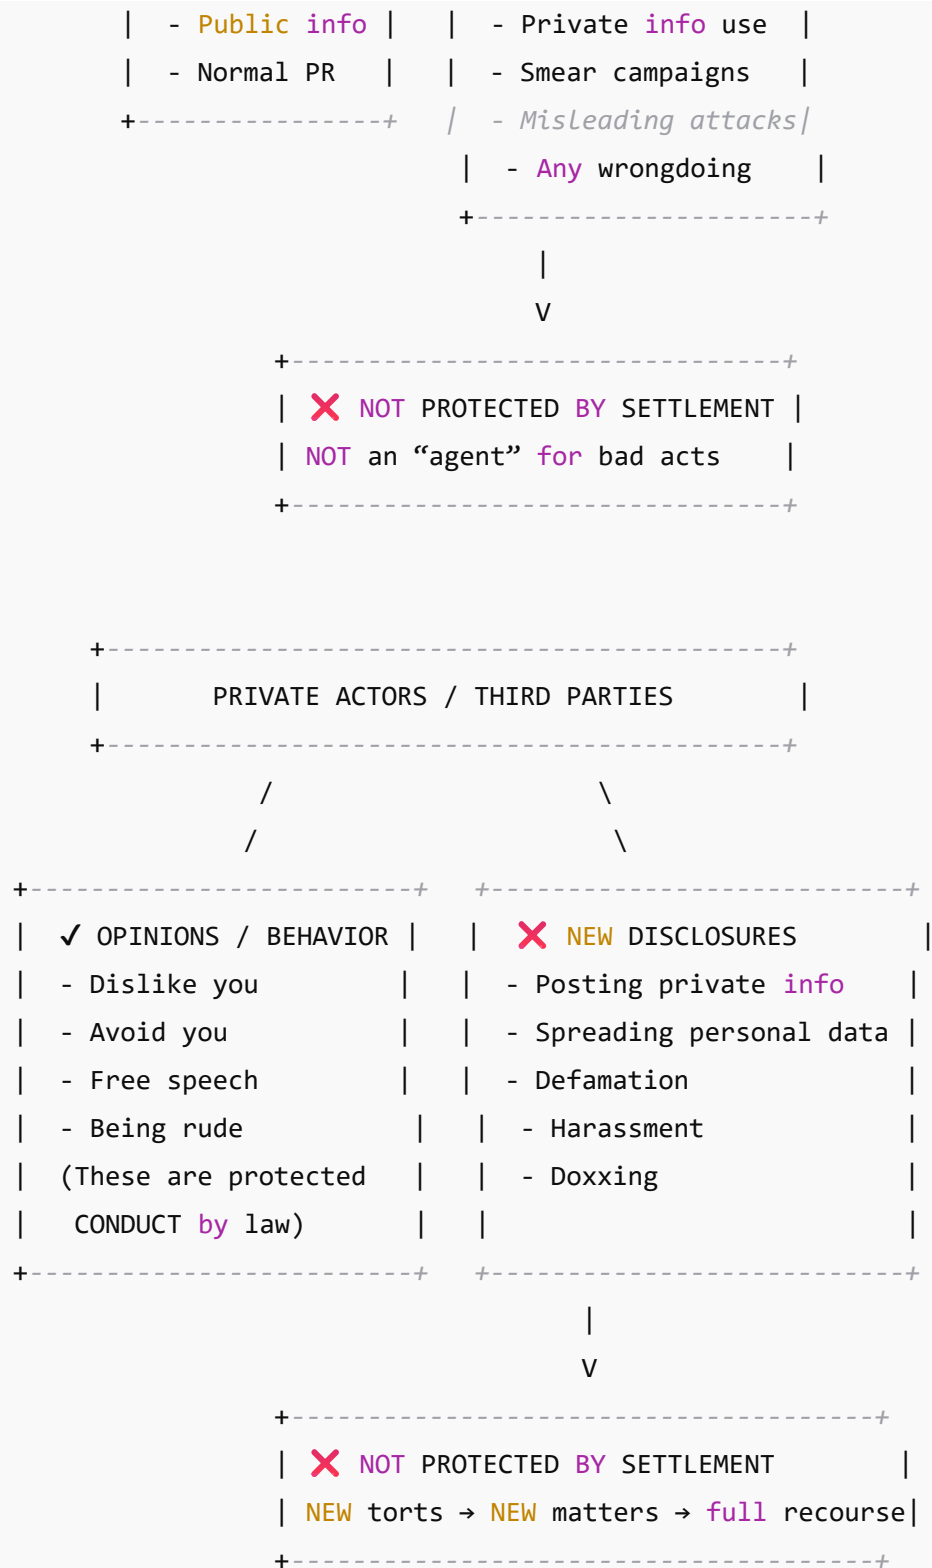 |  - Public info |   |  - Private info use  |
|  - Normal PR   |   |  - Smear campaigns   |
+----------------+   |  - Misleading attacks|
|  - Any wrongdoing    |
+----------------------+
|
V
+--------------------------------+
| ❌ NOT PROTECTED BY SETTLEMENT |
| NOT an “agent” for bad acts    |
+--------------------------------+
+--------------------------------------------+
|       PRIVATE ACTORS / THIRD PARTIES        |
+--------------------------------------------+
/                      \
/                        \
+-------------------------+   +---------------------------+
|  ✔ OPINIONS / BEHAVIOR |   |  ❌ NEW DISCLOSURES        |
|  - Dislike you         |   |  - Posting private info    |
|  - Avoid you           |   |  - Spreading personal data |
|  - Free speech         |   |  - Defamation              |
|  - Being rude           |   |  - Harassment             |
|  (These are protected   |   |  - Doxxing                |
|   CONDUCT by law)       |   |                           |
+-------------------------+   +---------------------------+
|
V
+--------------------------------------+
| ❌ NOT PROTECTED BY SETTLEMENT        |
| NEW torts → NEW matters → full recourse|
+--------------------------------------+